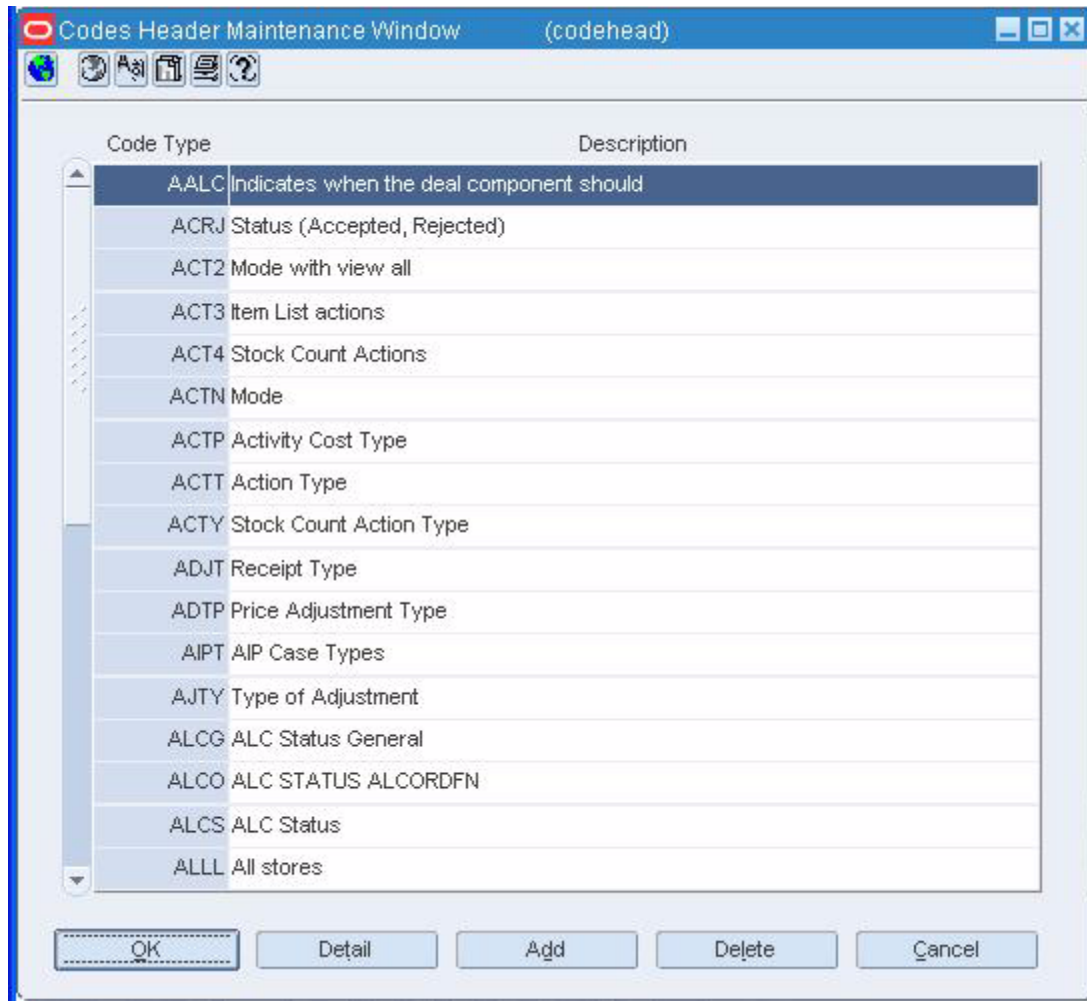 Codes Header Maintenance Window (codehead)
Code Type Description
AALC Indicates when the deal component should
ACRJ Status (Accepted, Rejected)
ACT2 Mode with view all
ACT3 Item List actions
ACT4 Stock Count Actions
ACTN Mode
ACTP Activity Cost Type
ACTT Action Type
ACTY Stock Count Action Type
ADJT Receipt Type
ADTP Price Adjustment Type
AIPT AIP Case Types
AJTY Type of Adjustment
ALCG ALC Status General
ALCO ALC STATUS ALCORDFN
ALCS ALC Status
ALLL All stores
OK Detail Add Delete Cancel